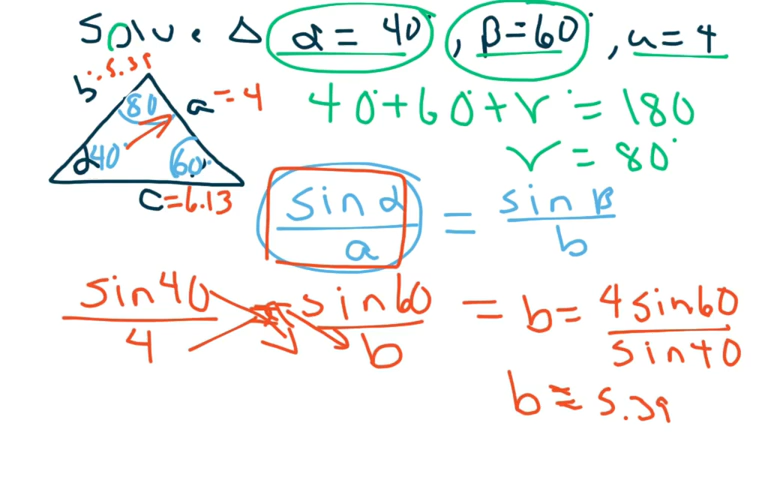 Solve Δ α = 40°, β = 60°, a = 4
b = 5.39
80
a = 4
40° + 60° + γ° = 180
γ = 80°
α 40° 60°
c = 6.13
sin α / a = sin β / b
sin 40 / 4 = sin 60 / b = b = 4 sin 60 / sin 40
b ≈ 5.39